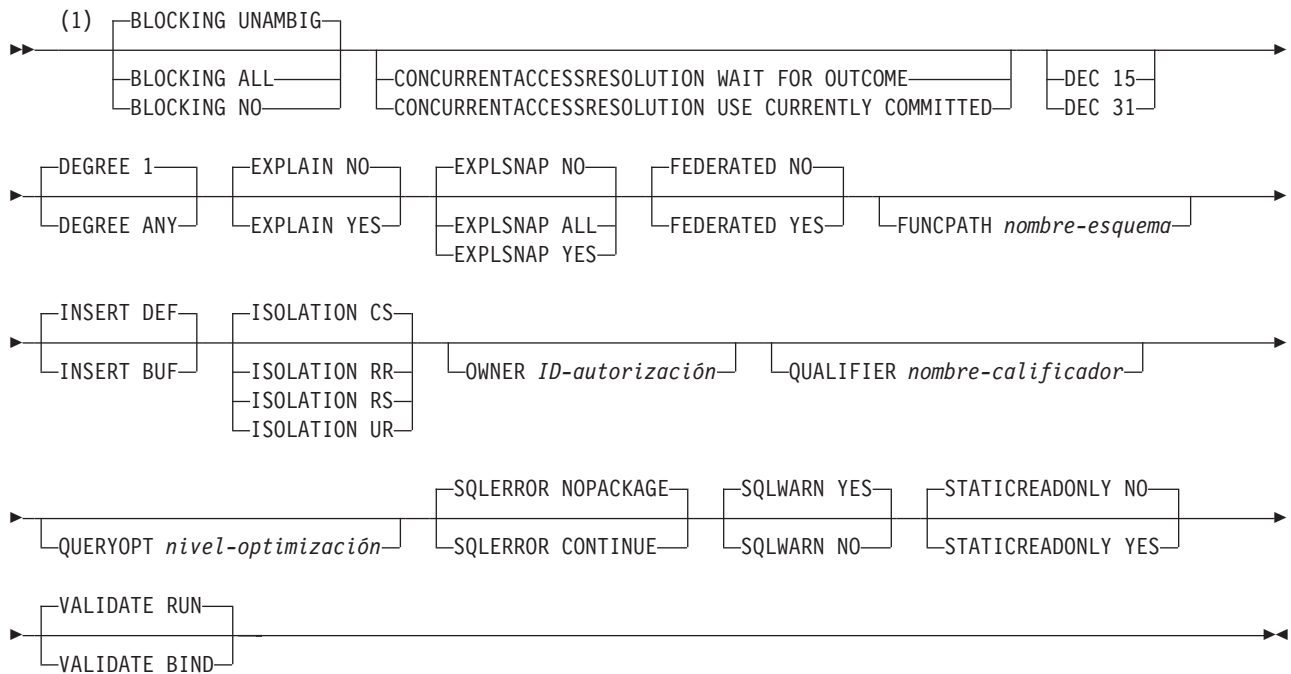 (1) BLOCKING UNAMBIG
BLOCKING ALL CONCURRENTACCESSRESOLUTION WAIT FOR OUTCOME DEC 15
BLOCKING NO CONCURRENTACCESSRESOLUTION USE CURRENTLY COMMITTED DEC 31
DEGREE 1 EXPLAIN NO EXPLSNAP NO FEDERATED NO
DEGREE ANY EXPLAIN YES EXPLSNAP ALL FEDERATED YES FUNCPATH nombre-esquema
EXPLSNAP YES
INSERT DEF ISOLATION CS
INSERT BUF ISOLATION RR OWNER ID-autorización QUALIFIER nombre-calificador
ISOLATION RS
ISOLATION UR
SQLERROR NOPACKAGE SQLWARN YES STATICREADONLY NO
QUERYOPT nivel-optimización SQLERROR CONTINUE SQLWARN NO STATICREADONLY YES
VALIDATE RUN
VALIDATE BIND